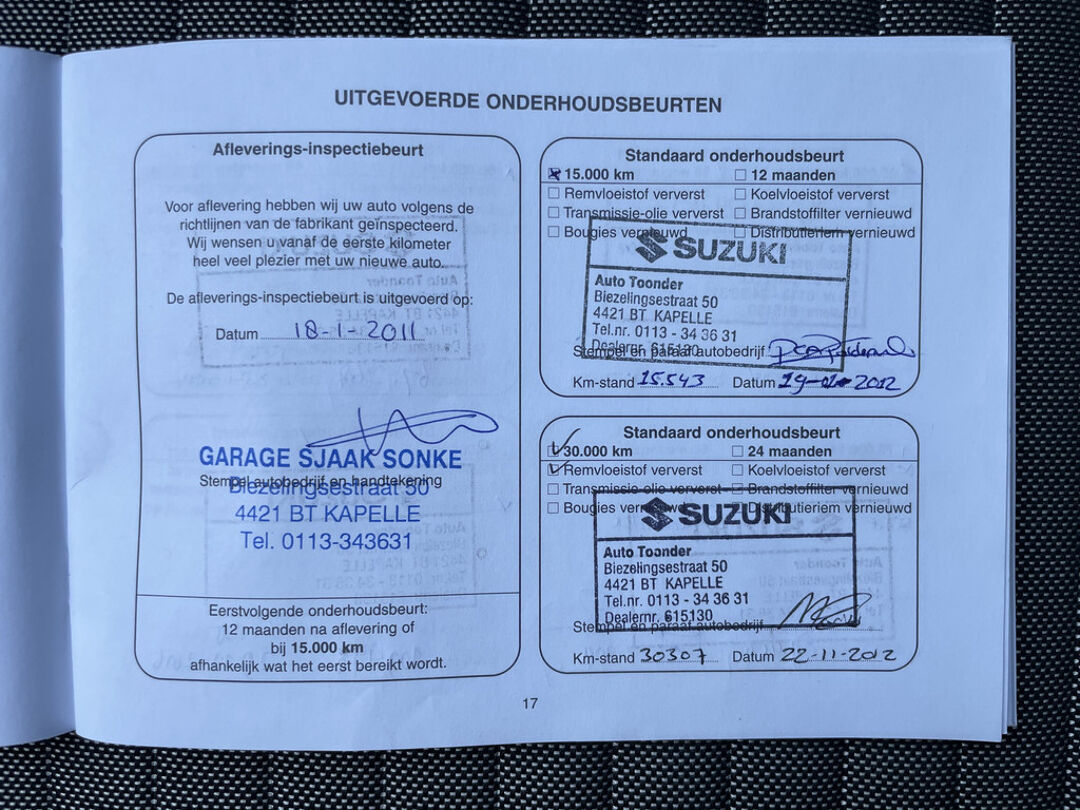 UITGEVOERDE ONDERHOUDSBEURTEN
Afleverings-inspectiebeurt
Voor aflevering hebben wij uw auto volgens de
richtlijnen van de fabrikant geïnspecteerd.
Wij wensen u vanaf de eerste kilometer
heel veel plezier met uw nieuwe auto.
De afleverings-inspectiebeurt is uitgevoerd op:
Datum 18-1-2011
GARAGE SJAAK SONKE
Stempel autobedrijf en handtekening
Biezelingsestraat 50
4421 BT KAPELLE
Tel. 0113-343631
Eerstvolgende onderhoudsbeurt:
12 maanden na aflevering of
bij 15.000 km
afhankelijk wat het eerst bereikt wordt.
Standaard onderhoudsbeurt
15.000 km 12 maanden
Remvloeistof ververst Koelvloeistof ververst
Transmissie-olie ververst Brandstoffilter vernieuwd
Bougies vernieuwd Distributieriem vernieuwd
SUZUKI
Auto Toonder
Biezelingsestraat 50
4421 BT KAPELLE
Tel.nr. 0113 - 34 36 31
Dealernr. 615130
Stempel en paraaf autobedrijf
Km-stand 15.543 Datum 19-01-2012
Standaard onderhoudsbeurt
30.000 km 24 maanden
Remvloeistof ververst Koelvloeistof ververst
Transmissie-olie ververst Brandstoffilter vernieuwd
Bougies vernieuwd Distributieriem vernieuwd
SUZUKI
Auto Toonder
Biezelingsestraat 50
4421 BT KAPELLE
Tel.nr. 0113 - 34 36 31
Dealernr. 615130
Stempel en paraaf autobedrijf
Km-stand 30307 Datum 22-11-2012
17